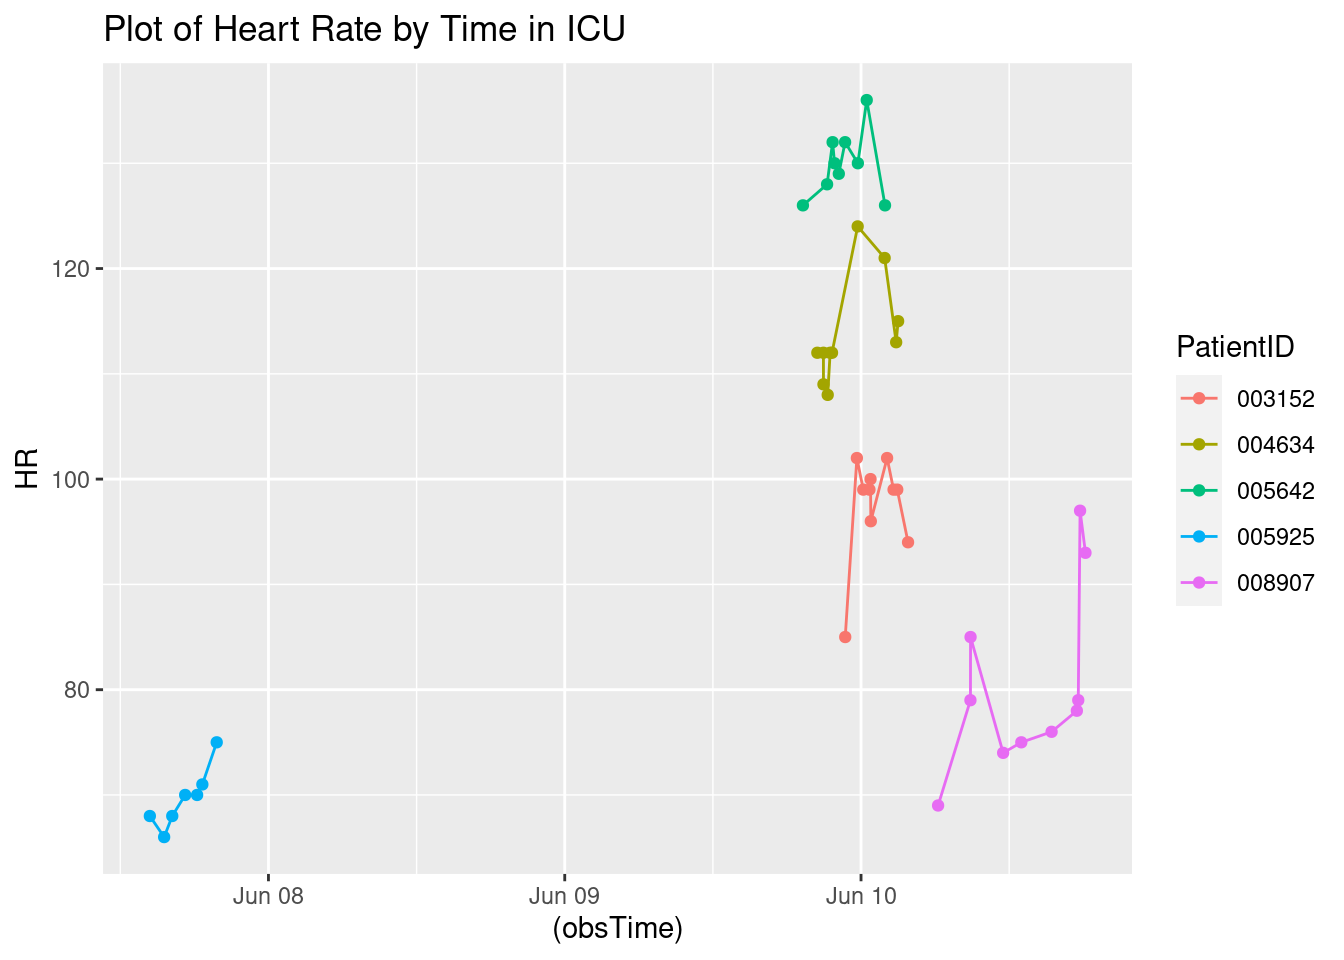 Plot of Heart Rate by Time in ICU
HR
120
100
80
Jun 08
Jun 09
Jun 10
(obsTime)
PatientID
003152
004634
005642
005925
008907